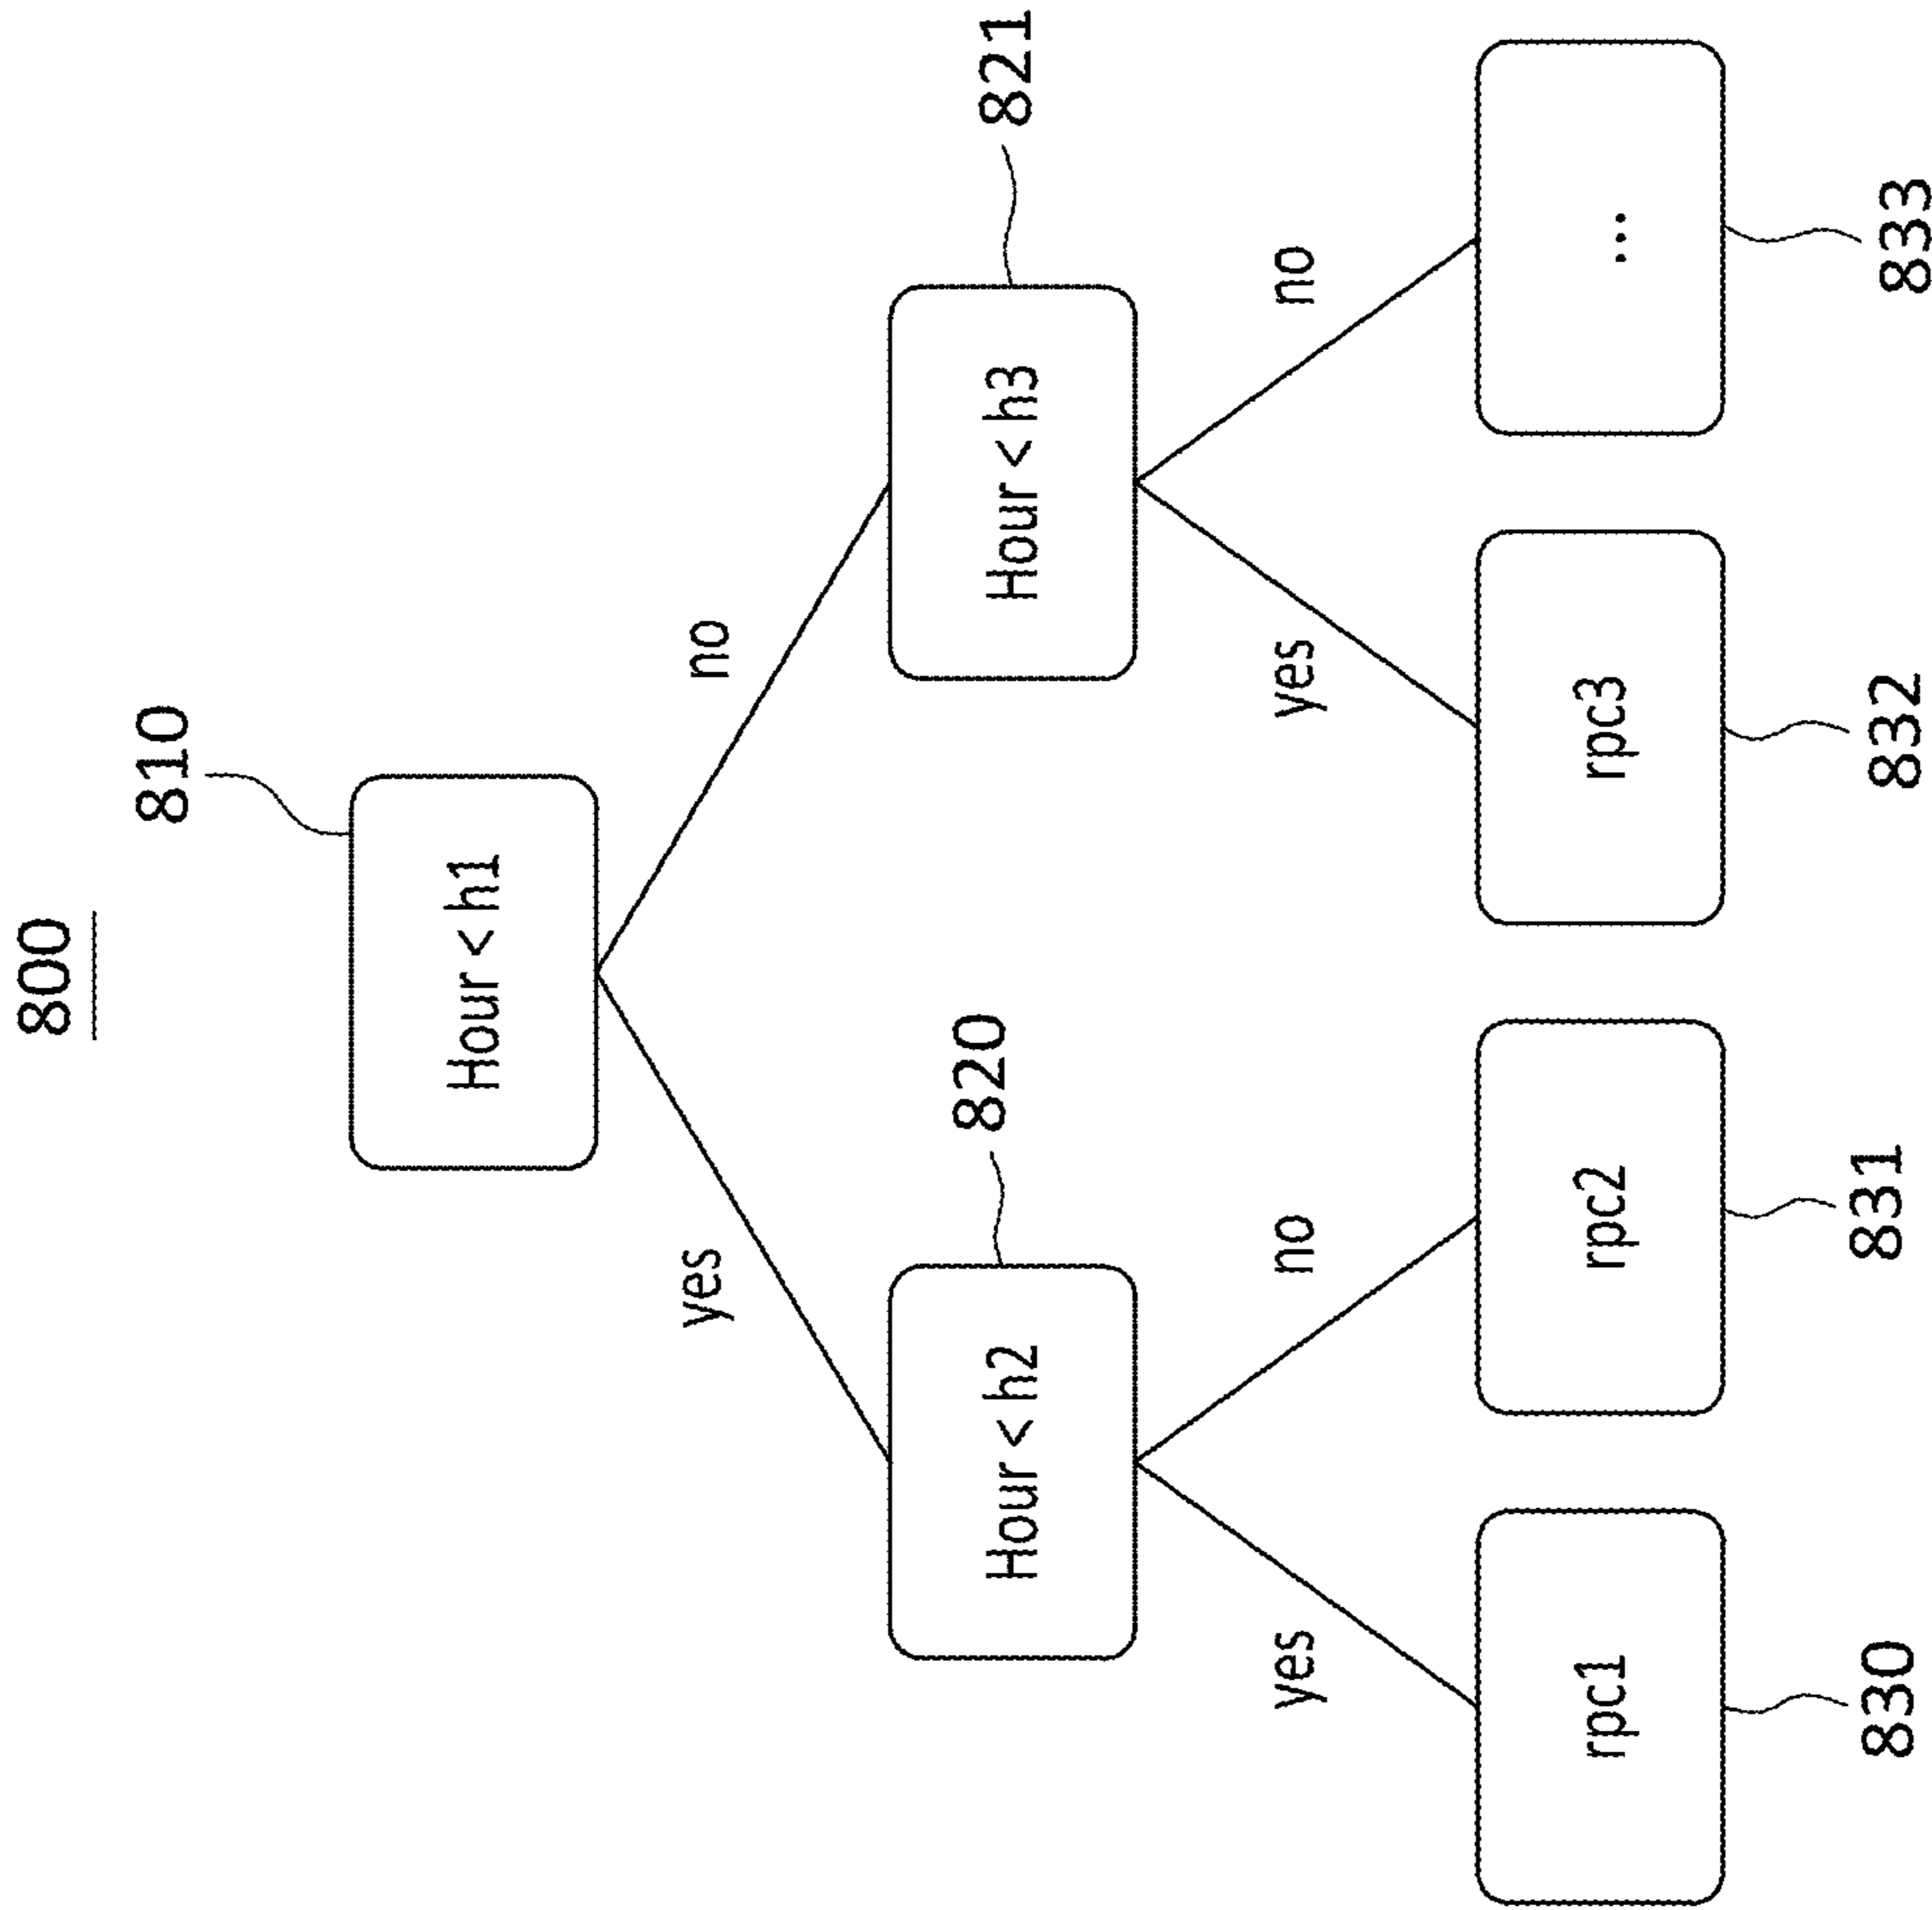 800
810
Hour < h1
yes
no
820
821
Hour < h2
Hour < h3
yes
no
yes
no
rpc1
rpc2
rpc3
...
830
831
832
833